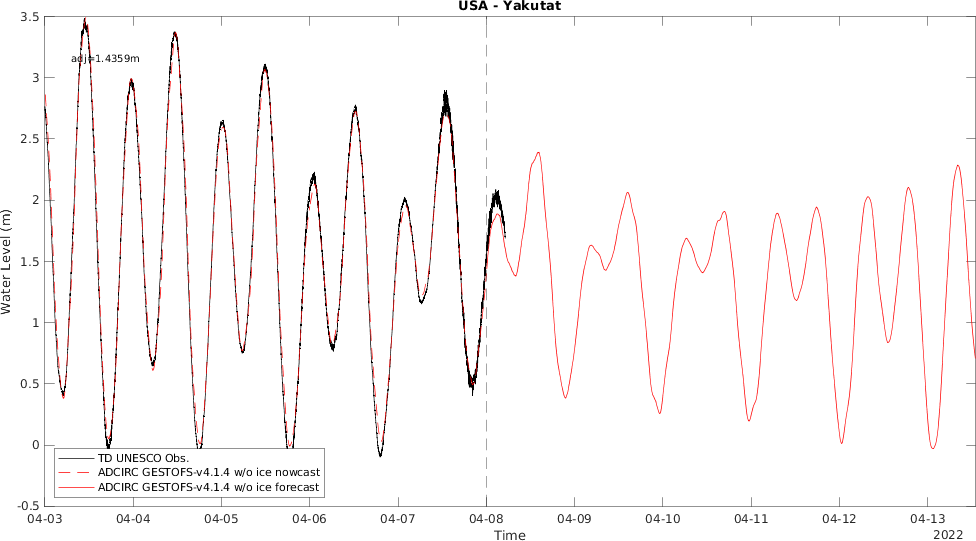 USA - Yakutat
3.5
3
2.5
2
1.5
1
0.5
0
-0.5
Water Level (m)
adj=1.4359m
TD UNESCO Obs.
ADCIRC GESTOFS-v4.1.4 w/o ice nowcast
ADCIRC GESTOFS-v4.1.4 w/o ice forecast
04-03 04-04 04-05 04-06 04-07 04-08 04-09 04-10 04-11 04-12 04-13
Time
2022